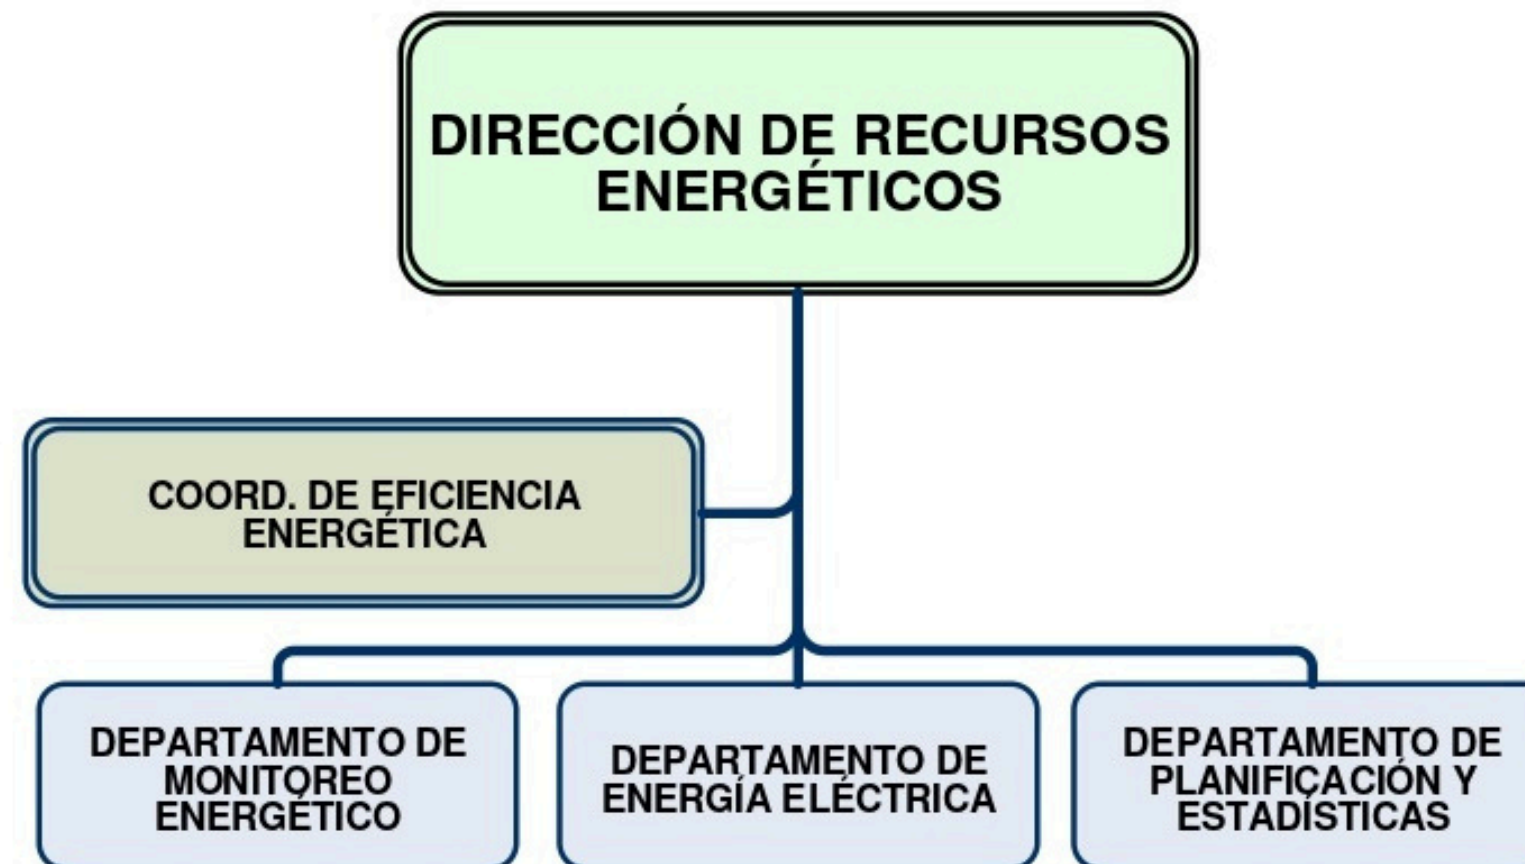 DIRECCIÓN DE RECURSOS
ENERGÉTICOS
COORD. DE EFICIENCIA
ENERGÉTICA
DEPARTAMENTO DE
MONITOREO
ENERGÉTICO
DEPARTAMENTO DE
ENERGÍA ELÉCTRICA
DEPARTAMENTO DE
PLANIFICACIÓN Y
ESTADÍSTICAS